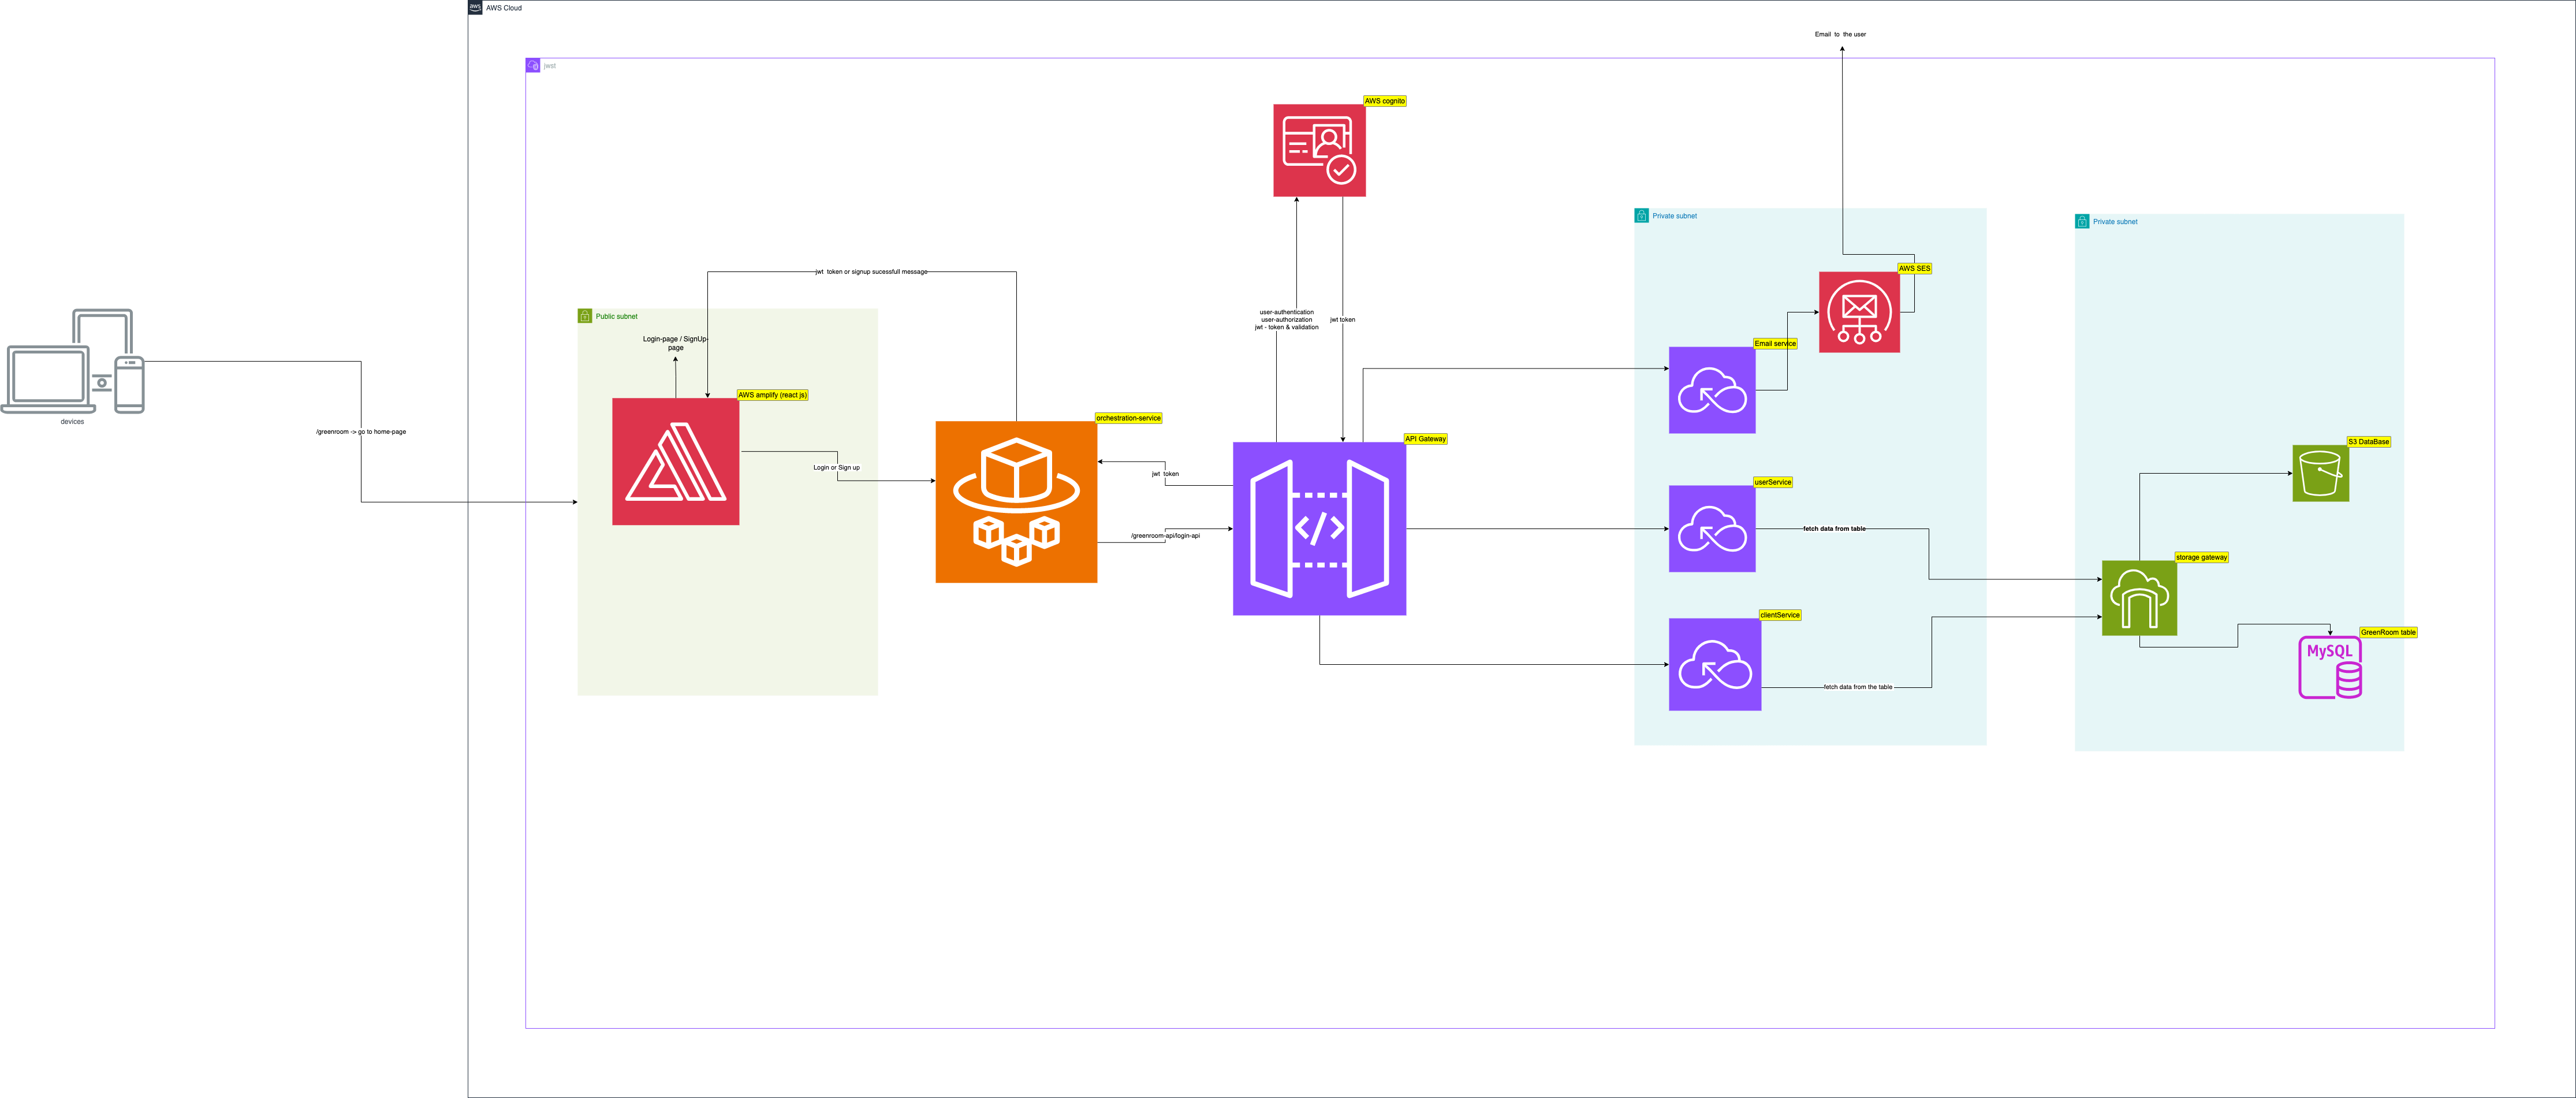 aws
AWS Cloud
Email to the user
jwst
AWS cognito
Private subnet
Private subnet
AWS SES
jwt token or signup sucessfull message
user-authentication
user-authorization
jwt - token & validation
jwt token
Public subnet
Login-page / SignUp-
page
Email service
AWS amplify (react js)
devices
/greenroom -> go to home-page
orchestration-service
API Gateway
S3 DataBase
Login or Sign up
jwt token
userService
/greenroom-api/login-api
fetch data from table
storage gateway
clientService
GreenRoom table
MySQL
fetch data from the table